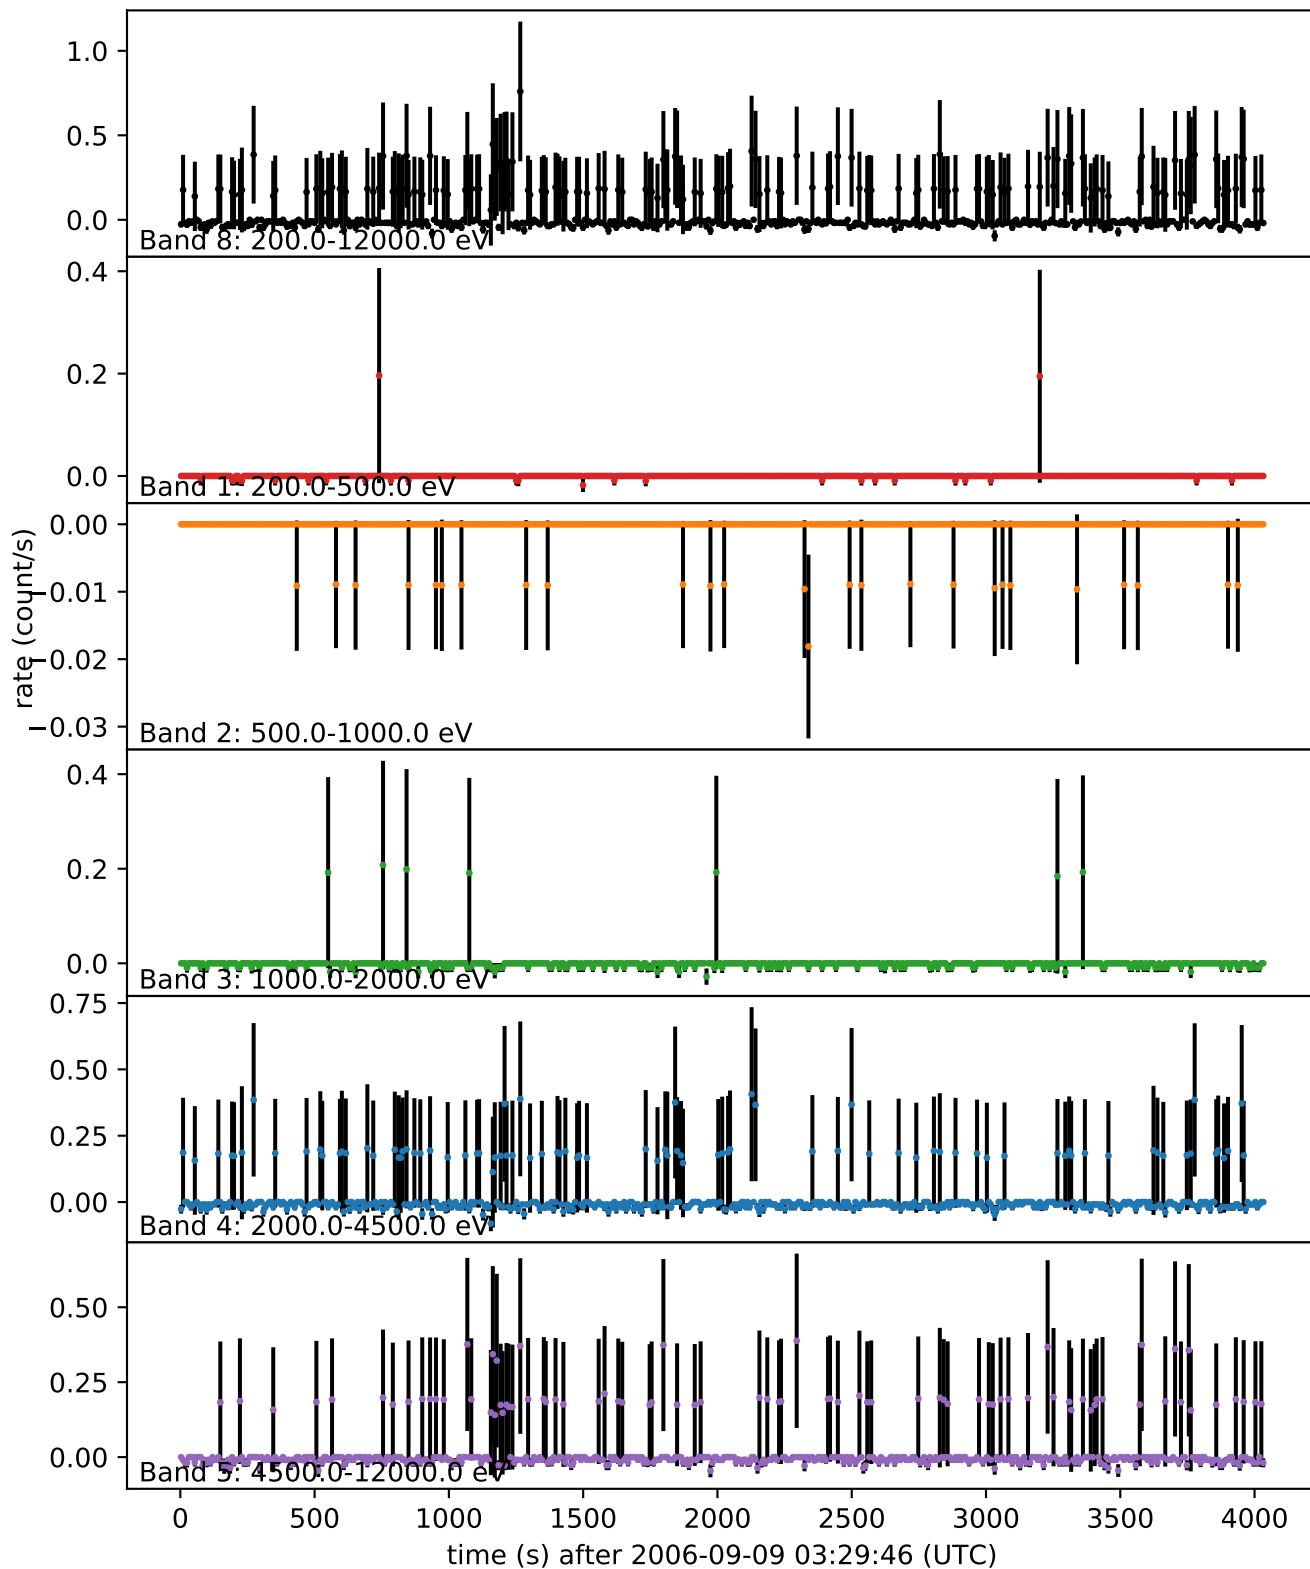 1.0
0.5
0.0
Band 8: 200.0-12000.0 eV
0.4
0.2
0.0
Band 1: 200.0-500.0 eV
rate (count/s)
0.00
−0.01
−0.02
−0.03
Band 2: 500.0-1000.0 eV
0.4
0.2
0.0
Band 3: 1000.0-2000.0 eV
0.75
0.50
0.25
0.00
Band 4: 2000.0-4500.0 eV
0.50
0.25
0.00
Band 5: 4500.0-12000.0 eV
0 500 1000 1500 2000 2500 3000 3500 4000
time (s) after 2006-09-09 03:29:46 (UTC)